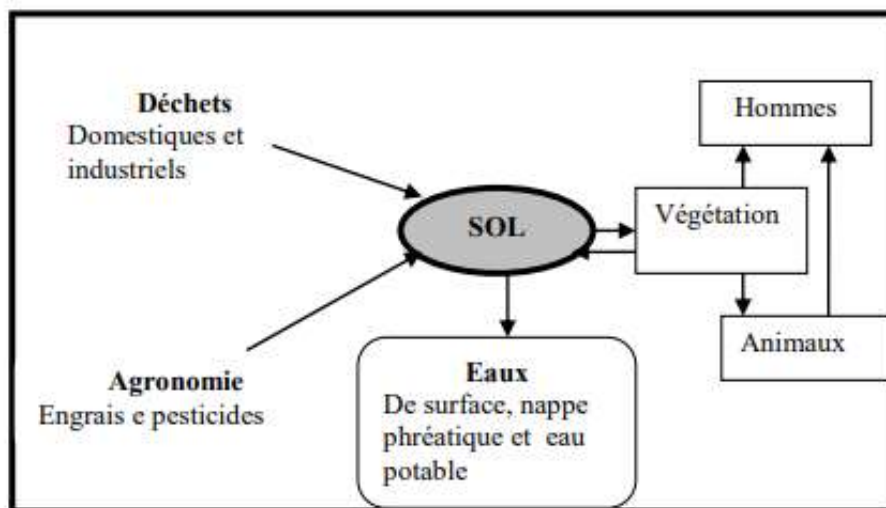 Déchets
Domestiques et
industriels
Hommes
Végétation
SOL
Animaux
Agronomie
Engrais e pesticides
Eaux
De surface, nappe
phréatique et eau
potable